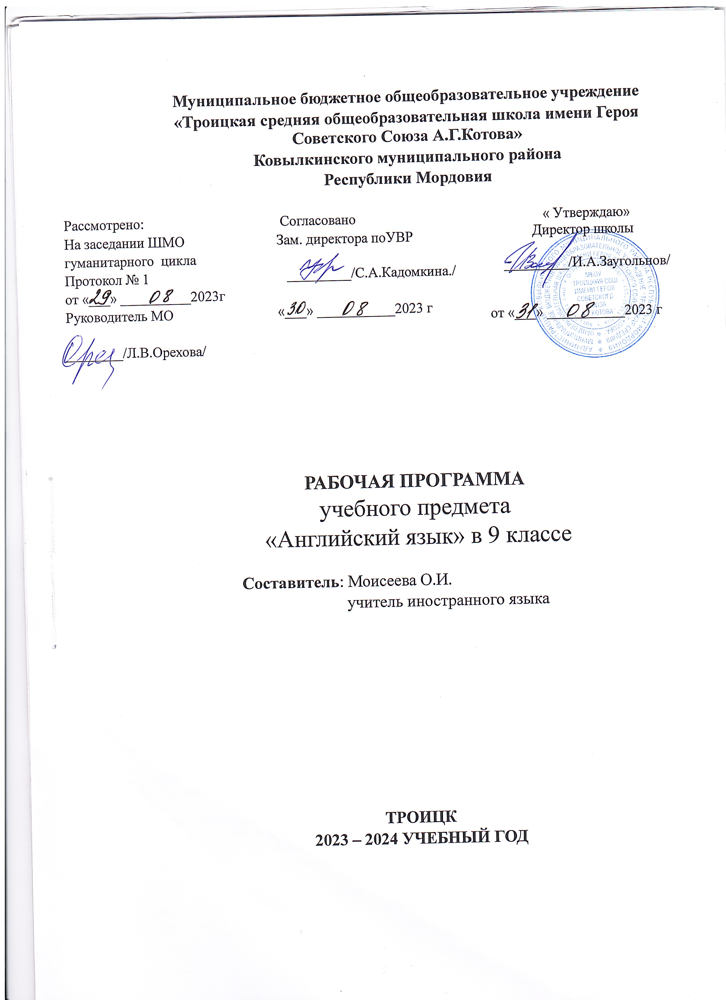 Муниципальное бюджетное общеобразовательное учреждение
«Троицкая средняя общеобразовательная школа имени Героя
Советского Союза А.Г.Котова»
Ковылкинского муниципального района
Республики Мордовия
Рассмотрено:
На заседании ШМО
гуманитарного цикла
Протокол № 1
от «29» 08 2023г
Руководитель МО
/Л.В.Орехова/
Согласовано
Зам. директора поУВР
/С.А.Кадомкина./
«30» 08 2023 г
« Утверждаю»
Директор школы
/И.А.Заугольнов/
от «31» 08 2023 г
МБОУ
ТРОИЦКАЯ СОШ
ИМЕНИ ГЕРОЯ
СОВЕТСКОГО
КОТОВА
РАБОЧАЯ ПРОГРАММА
учебного предмета
«Английский язык» в 9 классе
Составитель: Моисеева О.И.
учитель иностранного языка
ТРОИЦК
2023 – 2024 УЧЕБНЫЙ ГОД